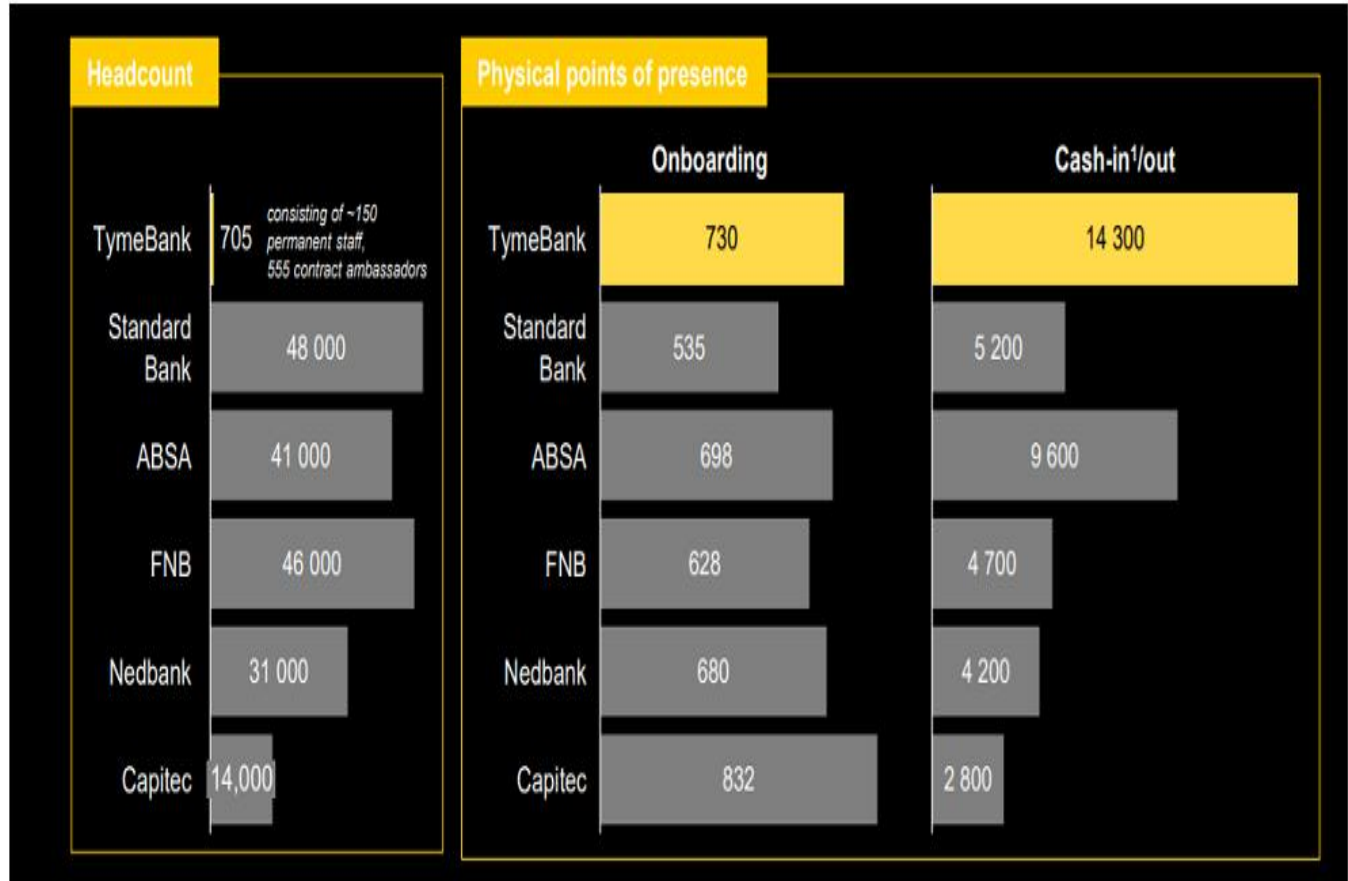 Headcount
TymeBank 705 consisting of ~150
permanent staff,
555 contract ambassadors
Standard
Bank 48 000
ABSA 41 000
FNB 46 000
Nedbank 31 000
Capitec 14,000
Physical points of presence
Onboarding Cash-in¹/out
TymeBank 730 14 300
Standard
Bank 535 5 200
ABSA 698 9 600
FNB 628 4 700
Nedbank 680 4 200
Capitec 832 2 800